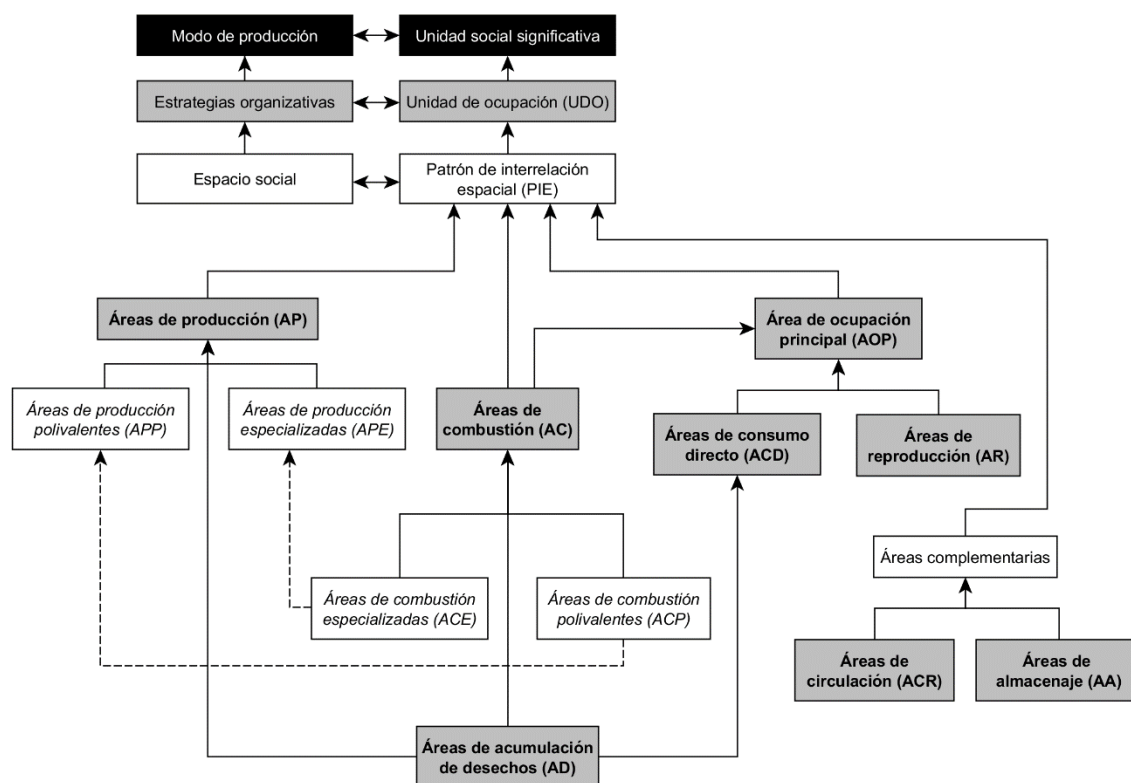 Modo de producción
Unidad social significativa
Estrategias organizativas
Unidad de ocupación (UDO)
Espacio social
Patrón de interrelación
espacial (PIE)
Áreas de producción (AP)
Área de ocupación
principal (AOP)
Áreas de producción
polivalentes (APP)
Áreas de producción
especializadas (APE)
Áreas de
combustión (AC)
Áreas de consumo
directo (ACD)
Áreas de
reproducción (AR)
Áreas complementarias
Áreas de combustión
especializadas (ACE)
Áreas de combustión
polivalentes (ACP)
Áreas de
circulación (ACR)
Áreas de
almacenaje (AA)
Áreas de acumulación
de desechos (AD)